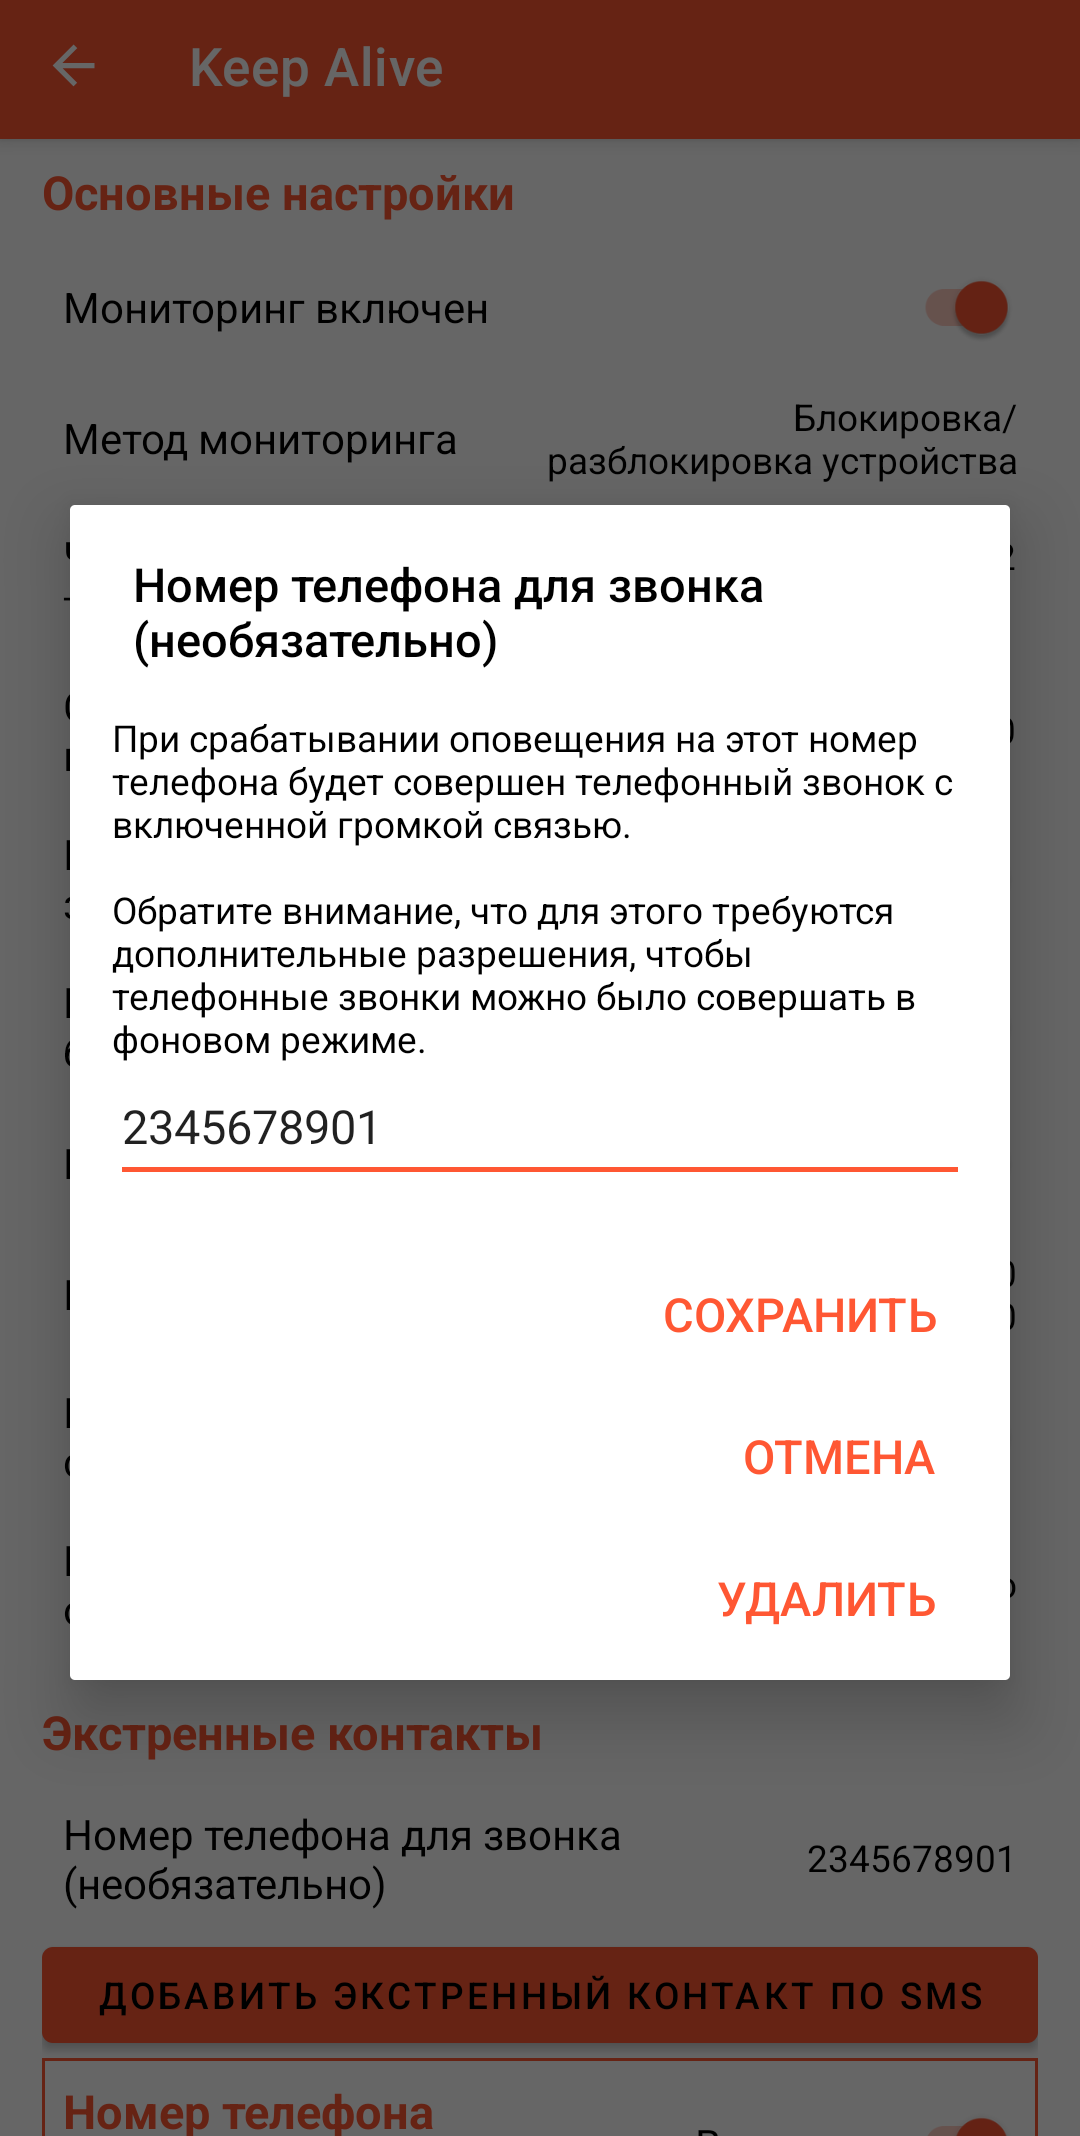 Keep Alive
Основные настройки
Мониторинг включен
Метод мониторинга
Блокировка/
разблокировка устройства
Номер телефона для звонка
(необязательно)
При срабатывании оповещения на этот номер
телефона будет совершен телефонный звонок с
включенной громкой связью.
Обратите внимание, что для этого требуются
дополнительные разрешения, чтобы
телефонные звонки можно было совершать в
фоновом режиме.
2345678901
СОХРАНИТЬ
ОТМЕНА
УДАЛИТЬ
Экстренные контакты
Номер телефона для звонка
(необязательно)
2345678901
ДОБАВИТЬ ЭКСТРЕННЫЙ КОНТАКТ ПО SMS
Номер телефона